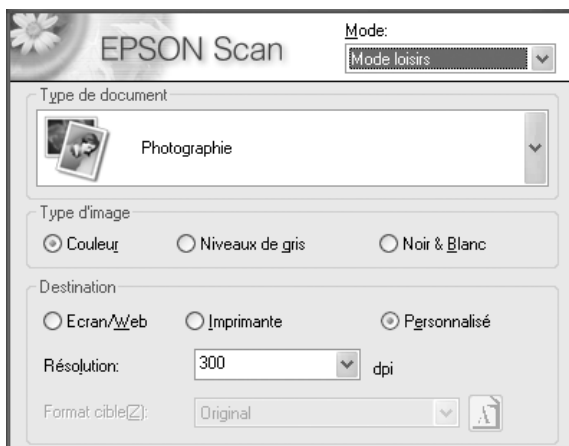 EPSON Scan
Mode:
Mode loisirs
Type de document
Photographie
Type d'image
Couleur Niveaux de gris Noir & Blanc
Destination
Ecran/Web Imprimante Personnalisé
Résolution: 300 dpi
Format cible(Z): Original A